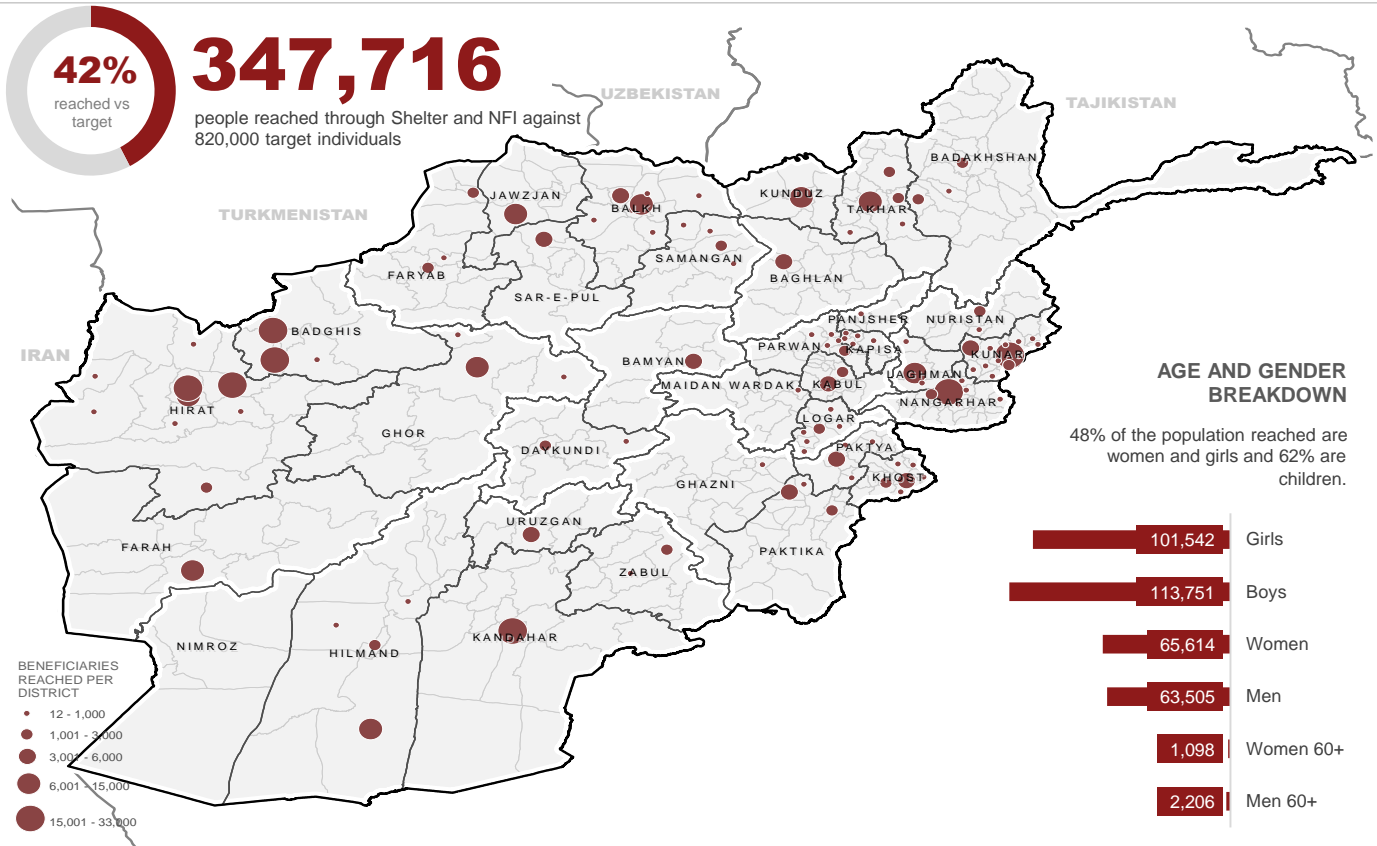 42%
reached vs
target
347,716
people reached through Shelter and NFI against
820,000 target individuals
UZBEKISTAN
TAJIKISTAN
TURKMENISTAN
IRAN
BADAKHSHAN
JAWZJAN
BALKH
KUNDUZ
TAKHAR
FARYAB
SAMANGAN
BAGHLAN
SAR-E-PUL
PANJSHER
NURISTAN
BADGHIS
PARWAN
KAPISA
KUNAR
BAMYAN
LAGHMAN
MAIDAN WARDAK
KABUL
NANGARHAR
HIRAT
LOGAR
GHOR
DAYKUNDI
PAKTYA
GHAZNI
KHOST
URUZGAN
FARAH
PAKTIKA
ZABUL
NIMROZ
HILMAND
KANDAHAR
AGE AND GENDER
BREAKDOWN
48% of the population reached are
women and girls and 62% are
children.
101,542 Girls
113,751 Boys
65,614 Women
63,505 Men
1,098 Women 60+
2,206 Men 60+
BENEFICIARIES
REACHED PER
DISTRICT
12 - 1,000
1,001 - 3,000
3,001 - 6,000
6,001 - 15,000
15,001 - 33,000